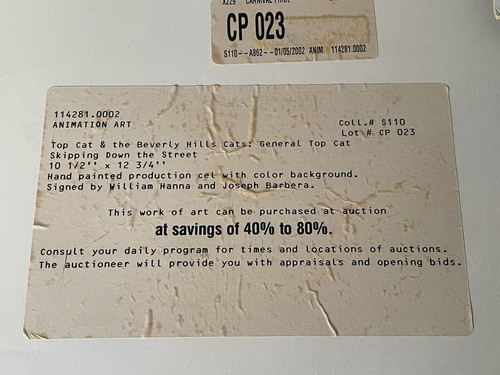 X229 CARNIVAL PRIDE
CP 023
S110--A862--01/05/2002 ANIM 114281.0002
114281.0002
ANIMATION ART
Coll.# S110
Lot # CP 023
Top Cat & the Beverly Hills Cats: General Top Cat
Skipping Down the Street
10 1/2'' x 12 3/4''
Hand painted production cel with color background.
Signed by William Hanna and Joseph Barbera.
This work of art can be purchased at auction
at savings of 40% to 80%.
Consult your daily program for times and locations of auctions.
The auctioneer will provide you with appraisals and opening bids.